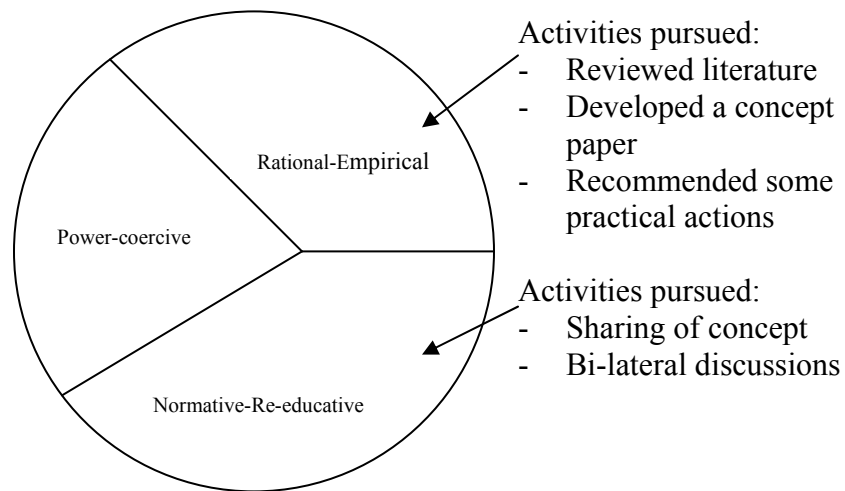 Activities pursued:
- Reviewed literature
- Developed a concept
paper
- Recommended some
practical actions
Rational-Empirical
Power-coercive
Activities pursued:
- Sharing of concept
- Bi-lateral discussions
Normative-Re-educative